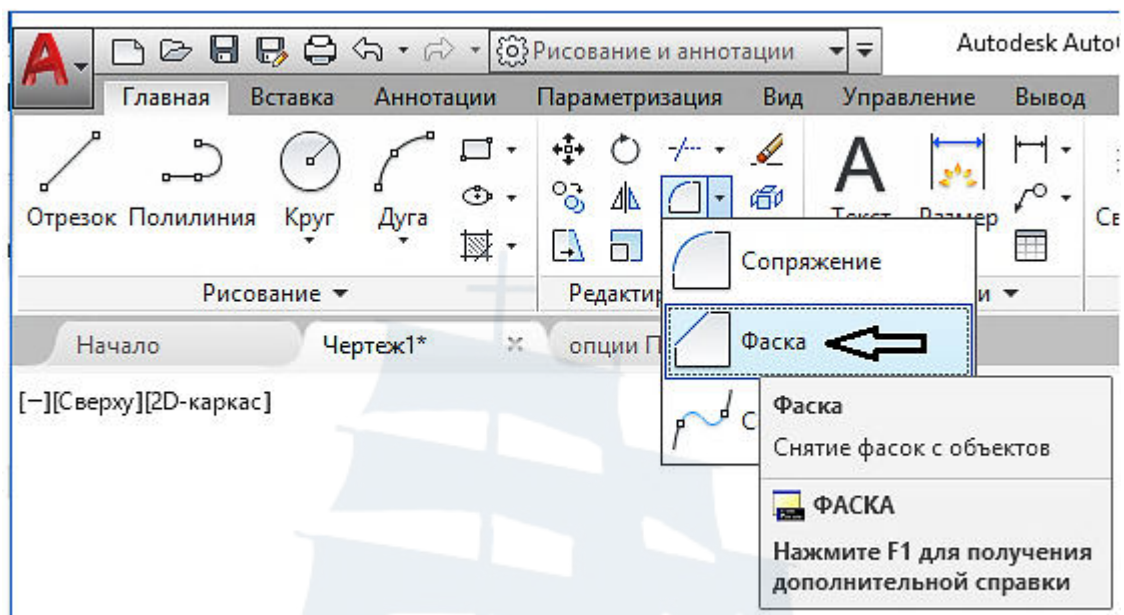 Рисование и аннотации
Autodesk Auto
Главная Вставка Аннотации Параметризация Вид Управление Вывод
Отрезок Полилиния Круг Дуга
Текст Размер
Сопряжение
Рисование
Редактир
и
Фаска
Начало Чертеж1* опции П
[−][Сверху][2D-каркас]
С
Фаска
Снятие фасок с объектов
ФАСКА
Нажмите F1 для получения
дополнительной справки